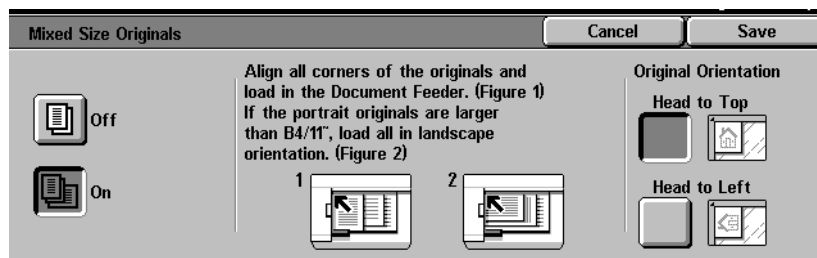 Mixed Size Originals
Cancel
Save
Off
On
Align all corners of the originals and
load in the Document Feeder. (Figure 1)
If the portrait originals are larger
than B4/11", load all in landscape
orientation. (Figure 2)
1
2
Original Orientation
Head to Top
Head to Left